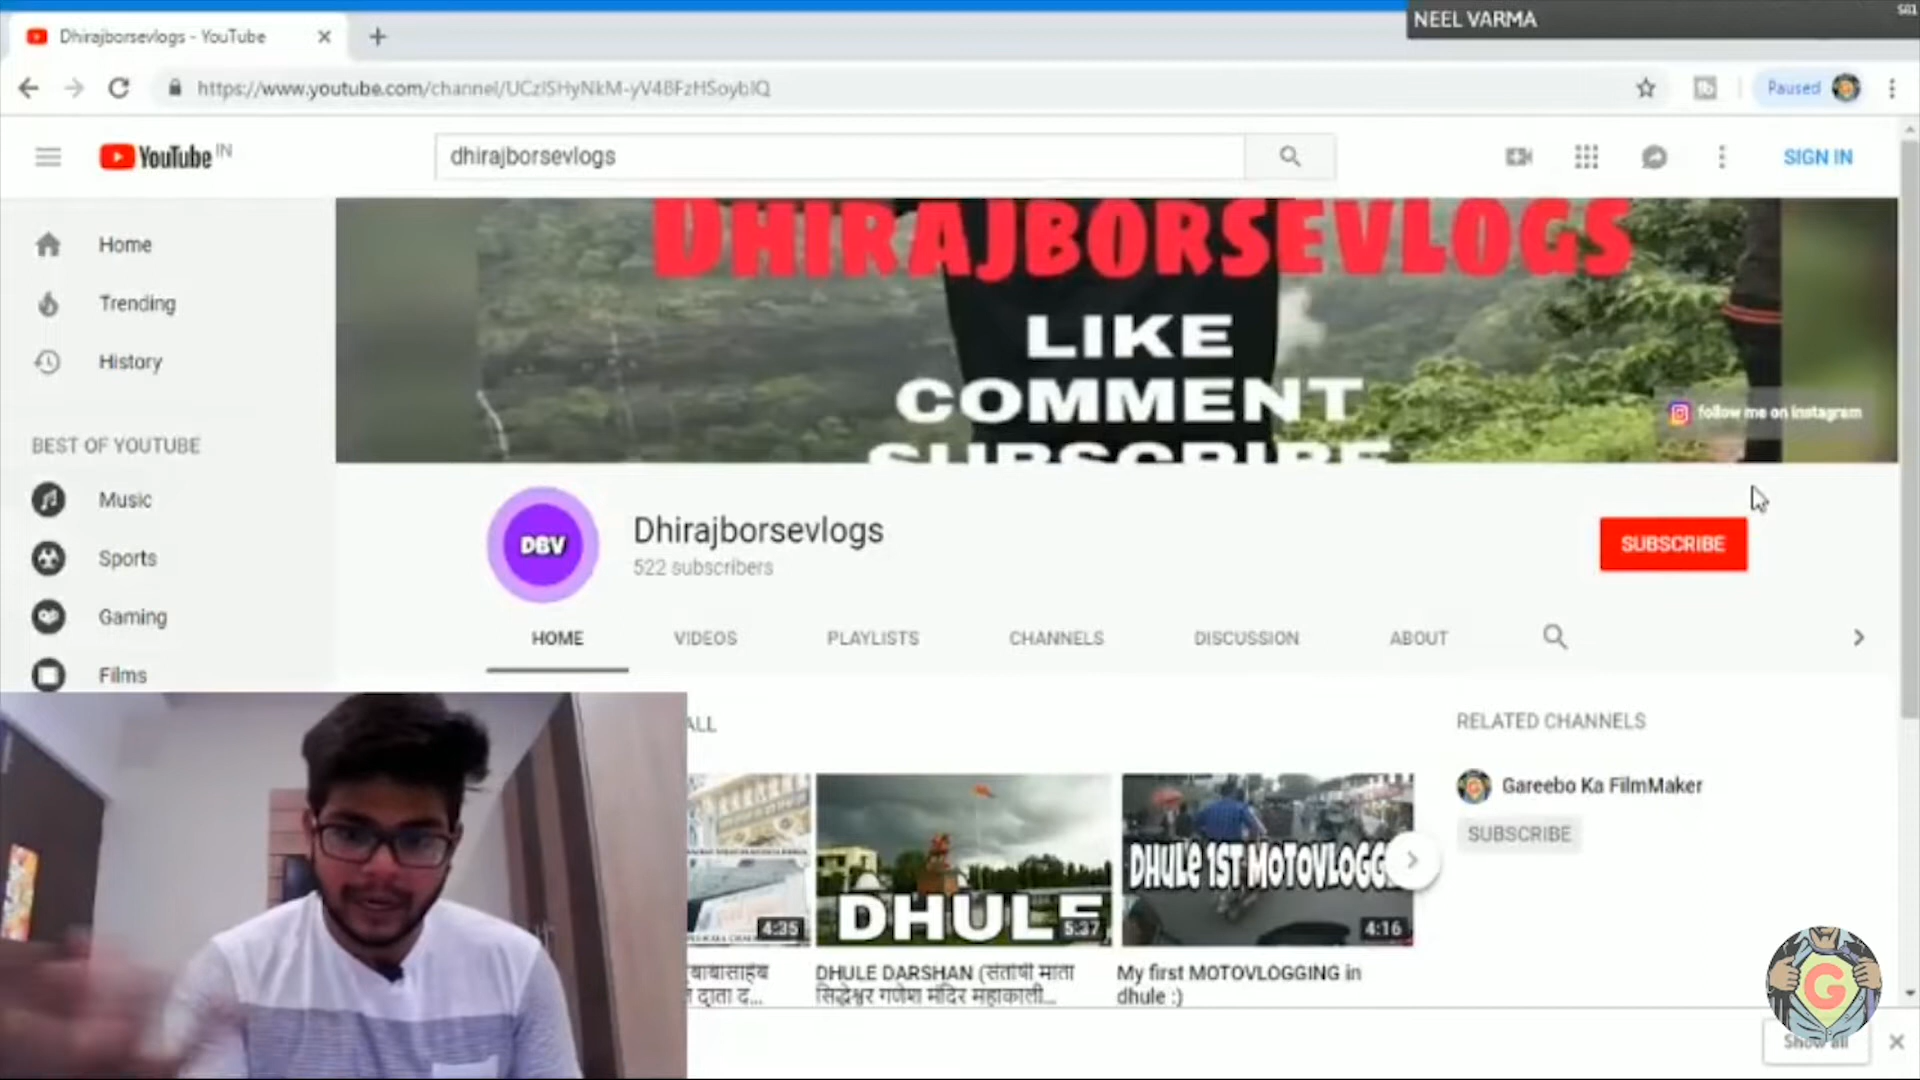 NEEL VARMA
Dhirajborsevlogs - YouTube
https://www.youtube.com/channel/UCzISHyNkM-yV4BFzHSoybIQ
Paused
YouTube IN
dhirajborsevlogs
SIGN IN
Home
Trending
History
BEST OF YOUTUBE
Music
Sports
Gaming
Films
DHIRAJBORSEVLOGS
LIKE
COMMENT
SUBSCRIBE
follow me on instagram
DBV
Dhirajborsevlogs
522 subscribers
SUBSCRIBE
HOME VIDEOS PLAYLISTS CHANNELS DISCUSSION ABOUT
ALL
RELATED CHANNELS
Gareebo Ka FilmMaker
SUBSCRIBE
4:35
DHULE
5:37
DHULE 1ST MOTOVLOGG
4:16
बाबासाहेब
DHULE DARSHAN (संतोषी माता
सिद्धेश्वर गणेश मंदिर महाकाली...
My first MOTOVLOGGING in
dhule :)
G
Show all